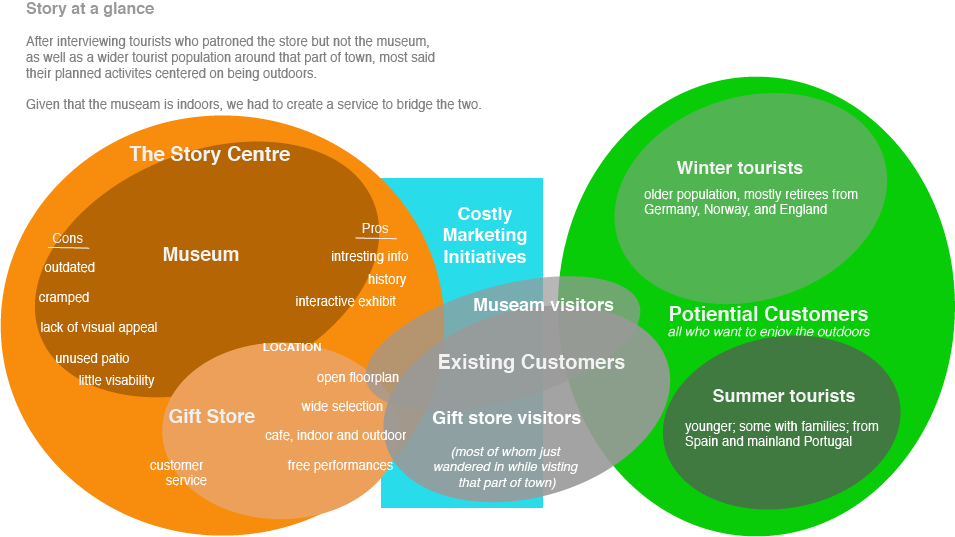 Story at a glance
After interviewing tourists who patroned the store but not the museum,
as well as a wider tourist population around that part of town, most said
their planned activites centered on being outdoors.
Given that the museam is indoors, we had to create a service to bridge the two.
The Story Centre
Museum
Cons
outdated
cramped
lack of visual appeal
unused patio
little visability
Pros
intresting info
history
interactive exhibit
LOCATION
Gift Store
open floorplan
wide selection
cafe, indoor and outdoor
free performances
customer
service
Costly
Marketing
Initiatives
Museam visitors
Existing Customers
Gift store visitors
(most of whom just
wandered in while visting
that part of town)
Winter tourists
older population, mostly retirees from
Germany, Norway, and England
Potiential Customers
all who want to enjoy the outdoors
Summer tourists
younger; some with families; from
Spain and mainland Portugal